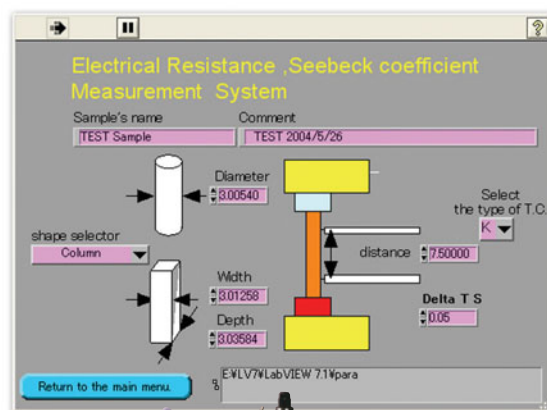 ?
Electrical Resistance ,Seebeck coefficient
Measurement System
Sample's name
Comment
TEST Sample
TEST 2004/5/26
Diameter
3.00540
Select
the type of T.C.
K
shape selector
Column
distance
7.50000
Width
3.01258
Delta T S
0.05
Depth
3.03584
E:¥LV7¥LabVIEW 7.1¥para
Return to the main menu.